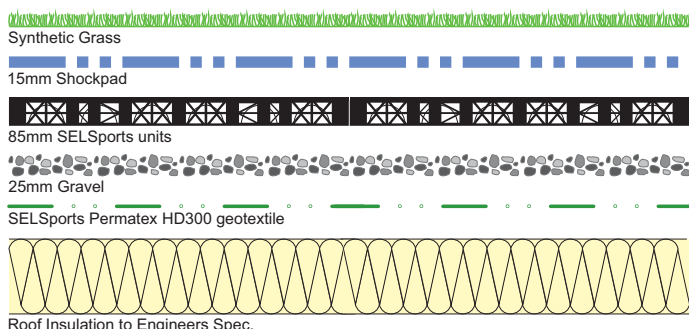 Synthetic Grass
15mm Shockpad
85mm SELSports units
25mm Gravel
SELSports Permatex HD300 geotextile
Roof Insulation to Engineers Spec.